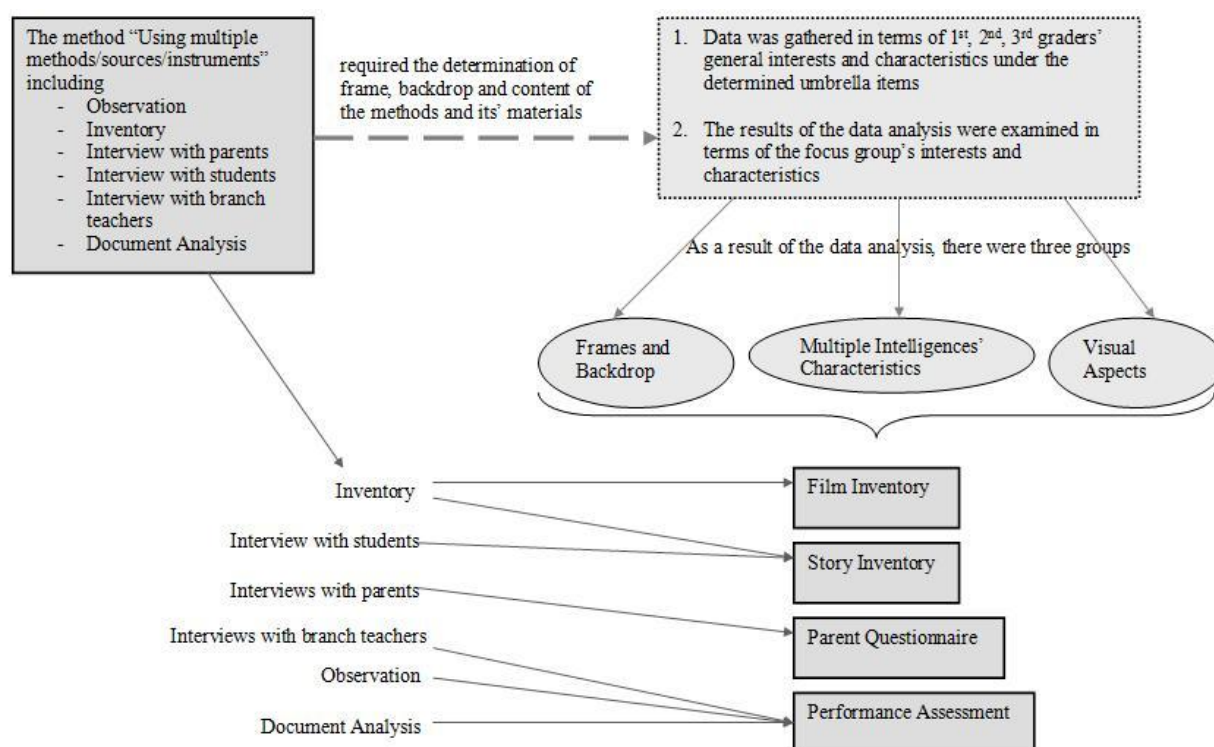 The method “Using multiple
methods/sources/instruments”
including
- Observation
- Inventory
- Interview with parents
- Interview with students
- Interview with branch
teachers
- Document Analysis
required the determination of
frame, backdrop and content of
the methods and its’ materials
1. Data was gathered in terms of 1st, 2nd, 3rd graders’
general interests and characteristics under the
determined umbrella items
2. The results of the data analysis were examined in
terms of the focus group’s interests and
characteristics
As a result of the data analysis, there were three groups
Frames and
Backdrop
Multiple Intelligences’
Characteristics
Visual
Aspects
Inventory
Interview with students
Interviews with parents
Interviews with branch teachers
Observation
Document Analysis
Film Inventory
Story Inventory
Parent Questionnaire
Performance Assessment